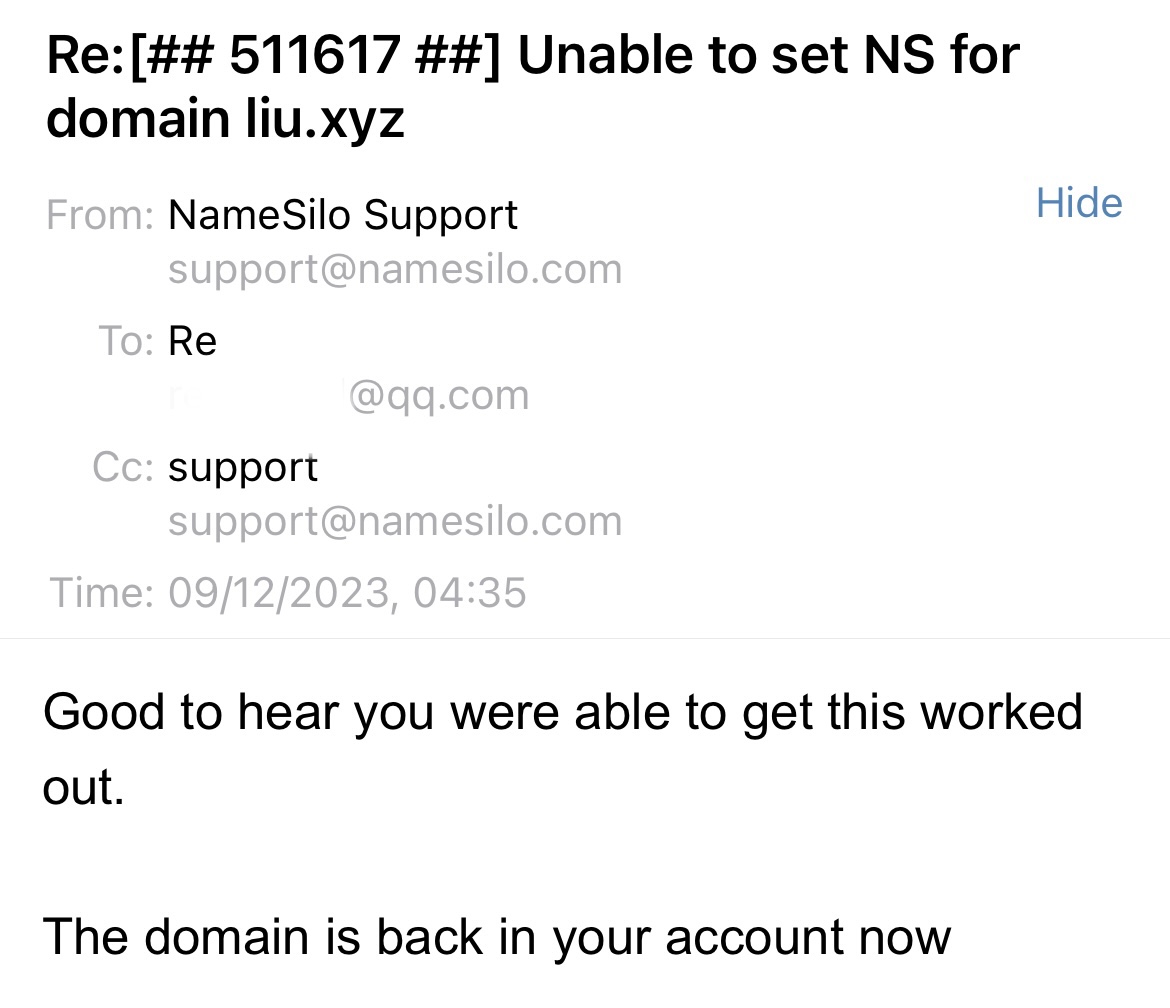 Re:[## 511617 ##] Unable to set NS for
domain liu.xyz
Hide
From: NameSilo Support
support@namesilo.com
To: Re
@qq.com
Cc: support
support@namesilo.com
Time: 09/12/2023, 04:35
Good to hear you were able to get this worked
out.
The domain is back in your account now